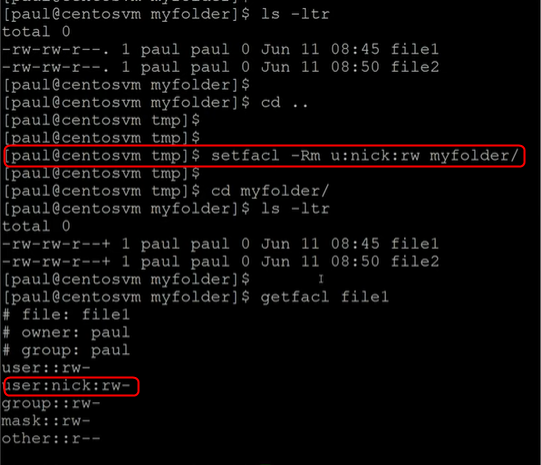 [paul@centosvm myfolder]$ ls -ltr
total 0
-rw-rw-r--. 1 paul paul 0 Jun 11 08:45 file1
-rw-rw-r--. 1 paul paul 0 Jun 11 08:50 file2
[paul@centosvm myfolder]$
[paul@centosvm myfolder]$ cd ..
[paul@centosvm tmp]$
[paul@centosvm tmp]$
[paul@centosvm tmp]$ setfacl -Rm u:nick:rw myfolder/
[paul@centosvm tmp]$
[paul@centosvm tmp]$ cd myfolder/
[paul@centosvm myfolder]$ ls -ltr
total 0
-rw-rw-r--+ 1 paul paul 0 Jun 11 08:45 file1
-rw-rw-r--+ 1 paul paul 0 Jun 11 08:50 file2
[paul@centosvm myfolder]$
[paul@centosvm myfolder]$ getfacl file1
# file: file1
# owner: paul
# group: paul
user::rw-
user:nick:rw-
group::rw-
mask::rw-
other::r--